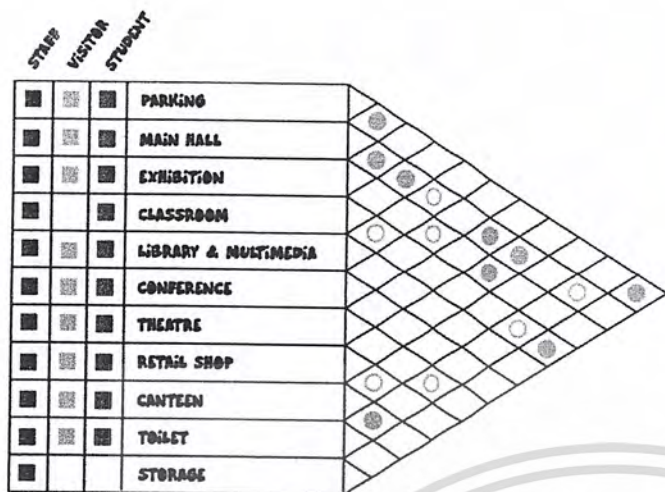 STAFF
ViSiTOR
STUDENT
PARKiNG
MAiN HALL
EXHiBiTiON
CLASSROOM
LiBRARY & MULTiMEDiA
CONFERENCE
THEATRE
RETAiL SHOP
CANTEEN
TOiLET
STORAGE